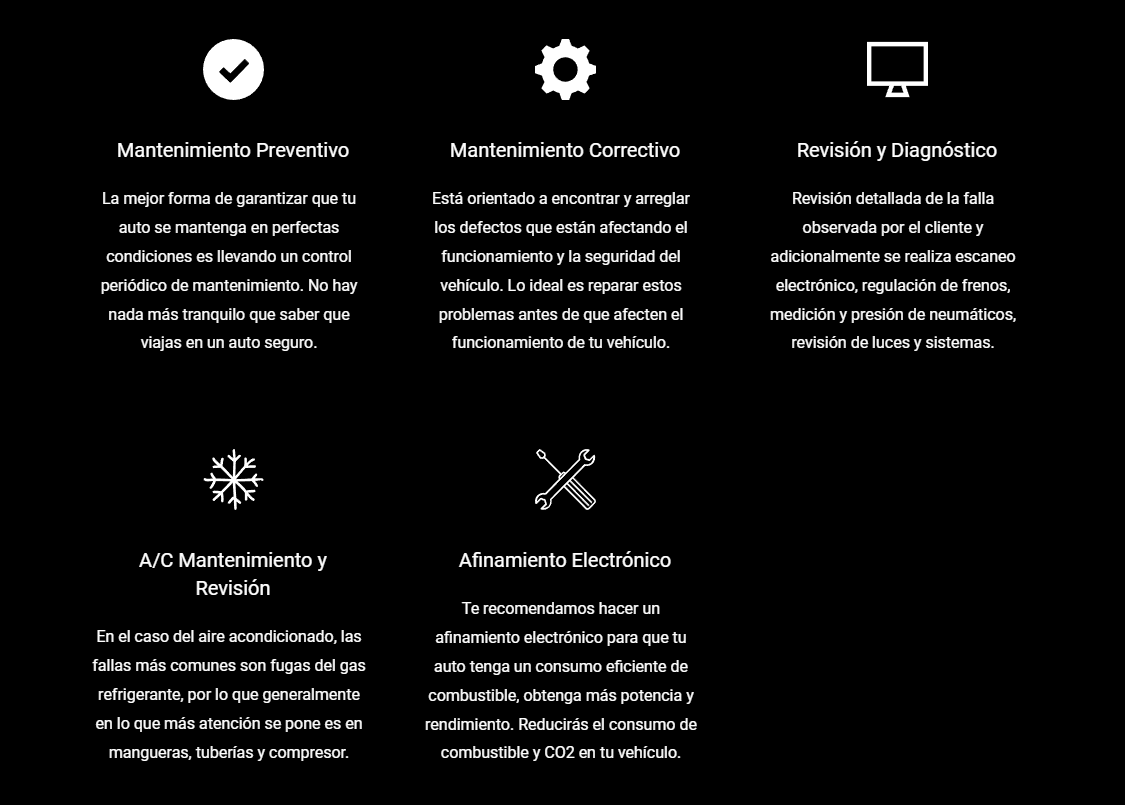 Mantenimiento Preventivo
La mejor forma de garantizar que tu
auto se mantenga en perfectas
condiciones es llevando un control
periódico de mantenimiento. No hay
nada más tranquilo que saber que
viajas en un auto seguro.
Mantenimiento Correctivo
Está orientado a encontrar y arreglar
los defectos que están afectando el
funcionamiento y la seguridad del
vehículo. Lo ideal es reparar estos
problemas antes de que afecten el
funcionamiento de tu vehículo.
Revisión y Diagnóstico
Revisión detallada de la falla
observada por el cliente y
adicionalmente se realiza escaneo
electrónico, regulación de frenos,
medición y presión de neumáticos,
revisión de luces y sistemas.
A/C Mantenimiento y
Revisión
En el caso del aire acondicionado, las
fallas más comunes son fugas del gas
refrigerante, por lo que generalmente
en lo que más atención se pone es en
mangueras, tuberías y compresor.
Afinamiento Electrónico
Te recomendamos hacer un
afinamiento electrónico para que tu
auto tenga un consumo eficiente de
combustible, obtenga más potencia y
rendimiento. Reducirás el consumo de
combustible y CO2 en tu vehículo.